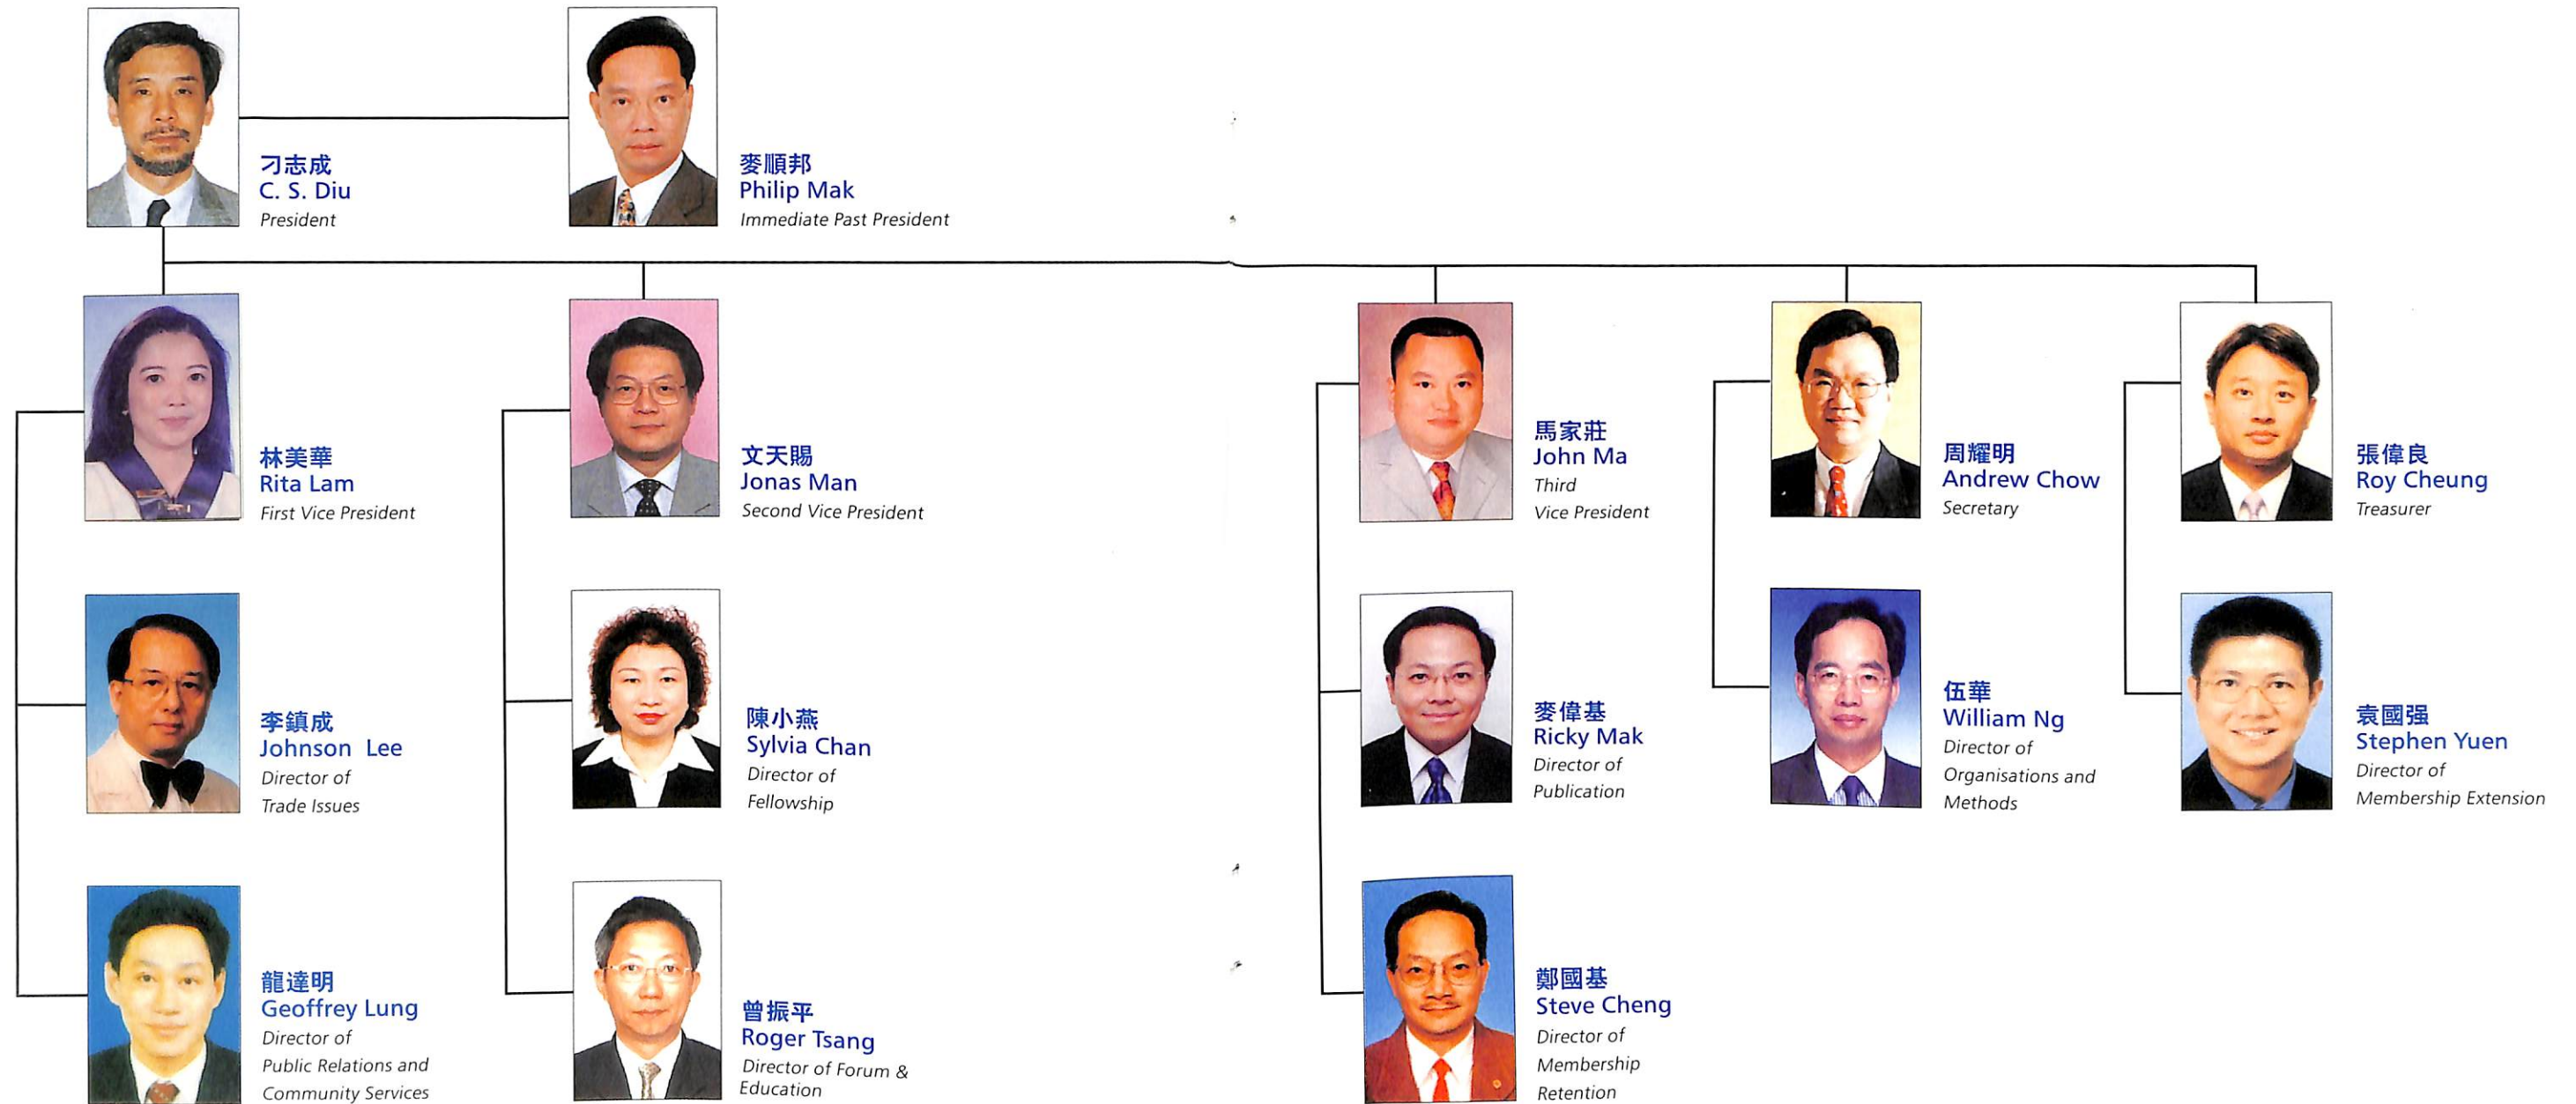 刁志成
C. S. Diu
President
麥順邦
Philip Mak
Immediate Past President
林美華
Rita Lam
First Vice President
文天賜
Jonas Man
Second Vice President
馬家莊
John Ma
Third
Vice President
周耀明
Andrew Chow
Secretary
張偉良
Roy Cheung
Treasurer
李鎮成
Johnson Lee
Director of
Trade Issues
陳小燕
Sylvia Chan
Director of
Fellowship
麥偉基
Ricky Mak
Director of
Publication
伍華
William Ng
Director of
Organisations and
Methods
袁國强
Stephen Yuen
Director of
Membership Extension
龍達明
Geoffrey Lung
Director of
Public Relations and
Community Services
曾振平
Roger Tsang
Director of Forum &
Education
鄭國基
Steve Cheng
Director of
Membership
Retention